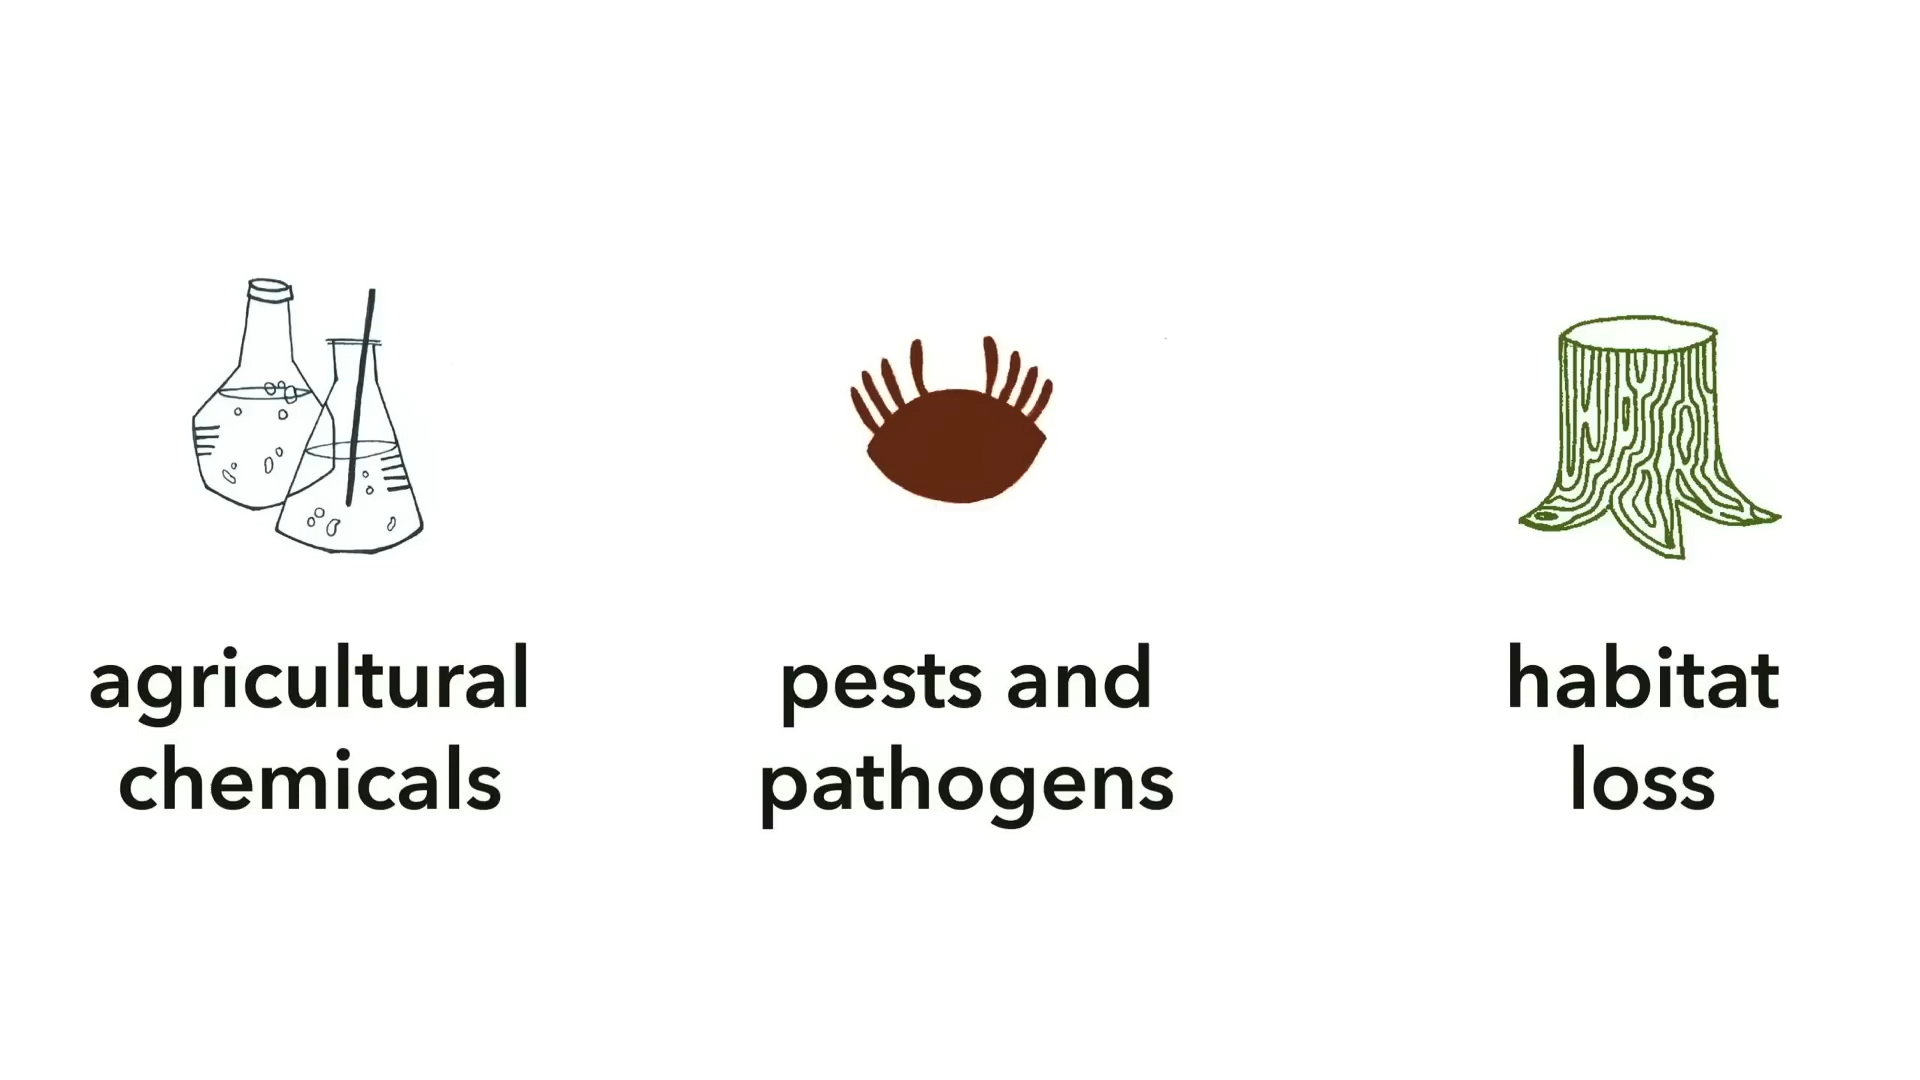 agricultural
chemicals
pests and
pathogens
habitat
loss